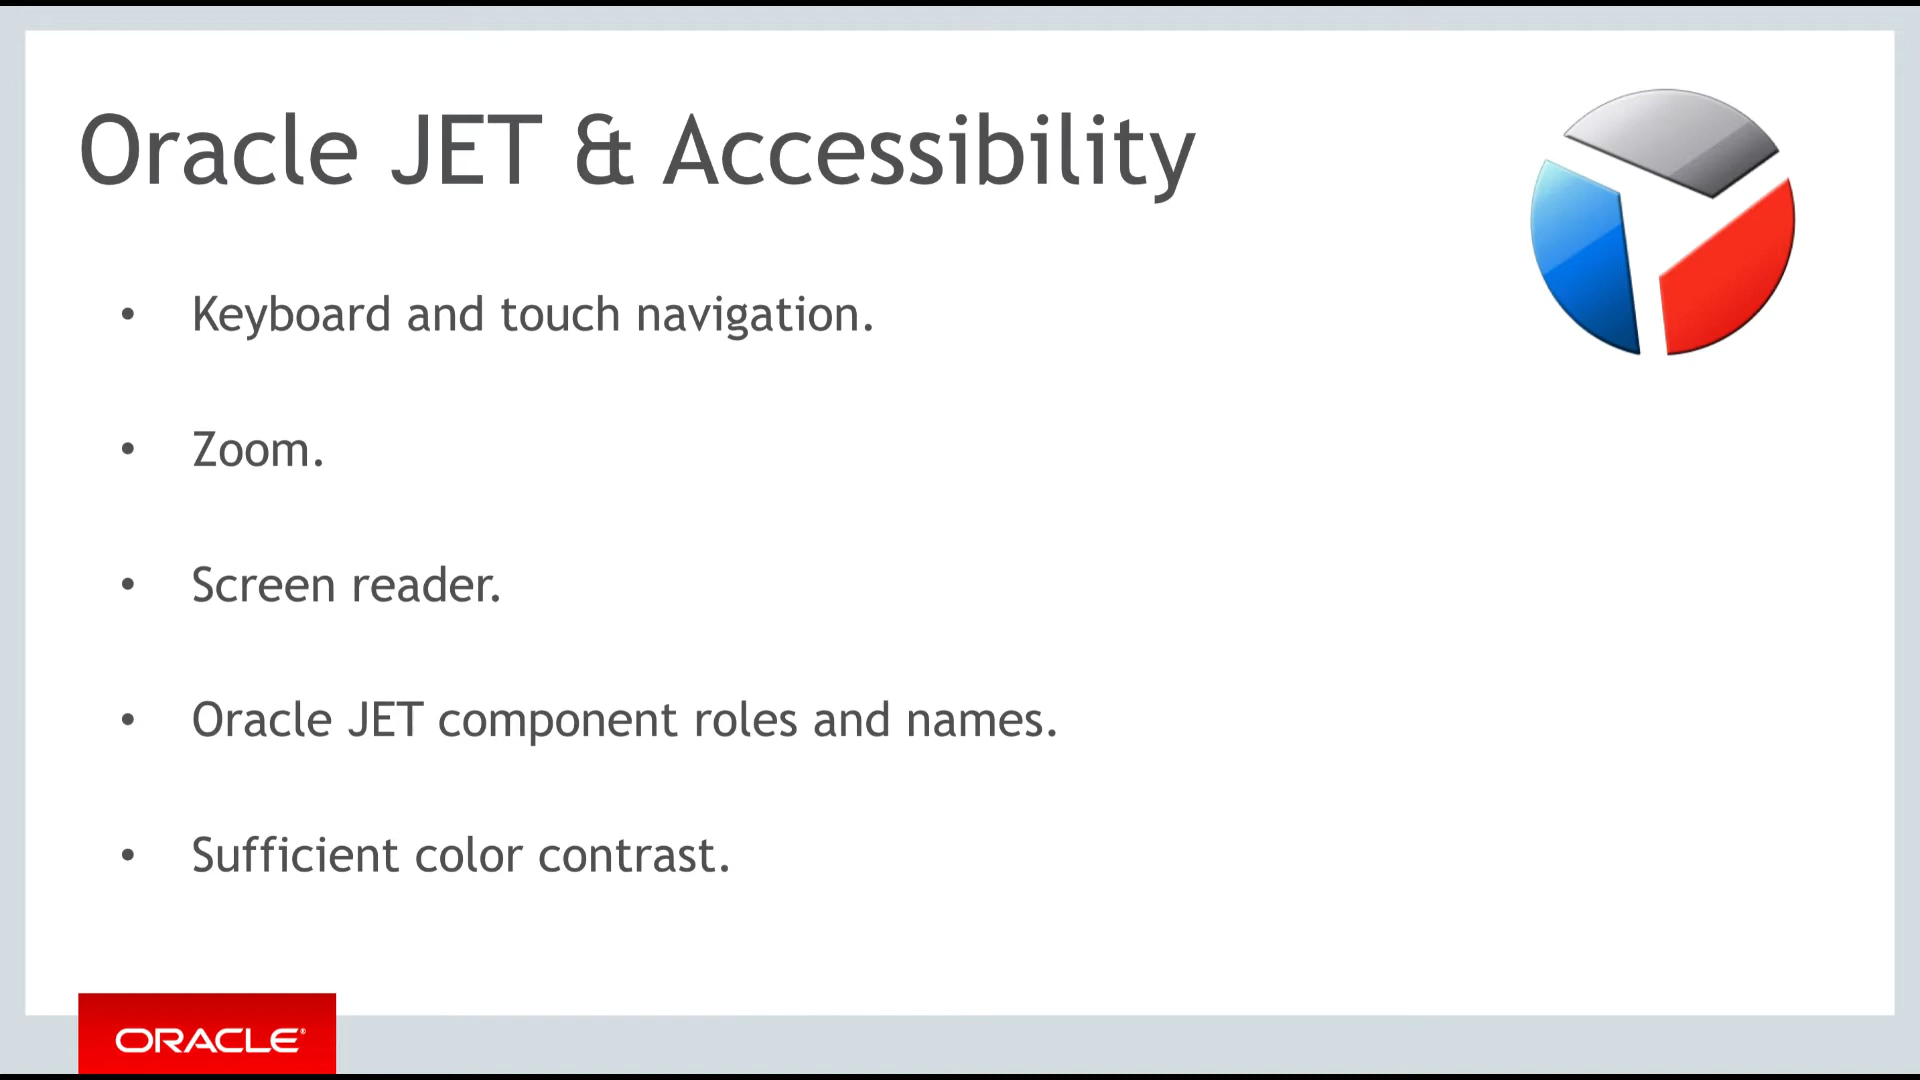 Oracle JET & Accessibility
• Keyboard and touch navigation.
• Zoom.
• Screen reader.
• Oracle JET component roles and names.
• Sufficient color contrast.
ORACLE®